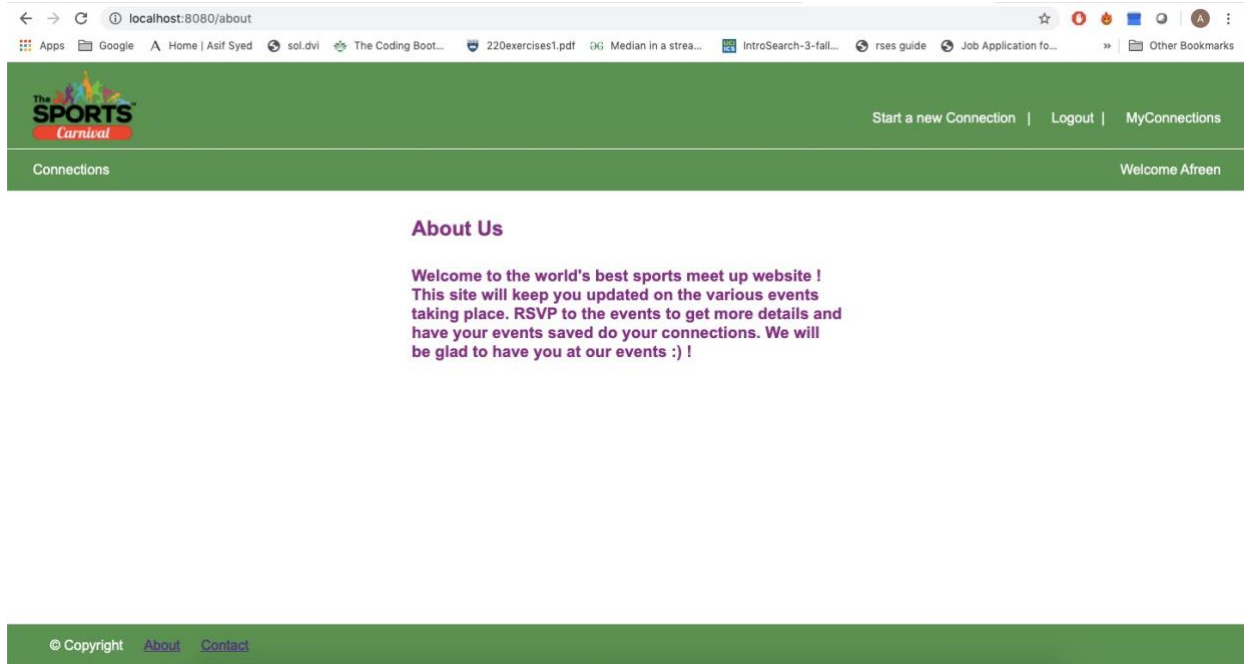 localhost:8080/about
A
Apps Google Home | Asif Syed sol.dvi The Coding Boot... 220exercises1.pdf Median in a strea... IntroSearch-3-fall... rses guide Job Application fo... » Other Bookmarks
The
SPORTS
Carnival
Start a new Connection | Logout | MyConnections
Connections Welcome Afreen
About Us
Welcome to the world's best sports meet up website !
This site will keep you updated on the various events
taking place. RSVP to the events to get more details and
have your events saved do your connections. We will
be glad to have you at our events :) !
© Copyright About Contact